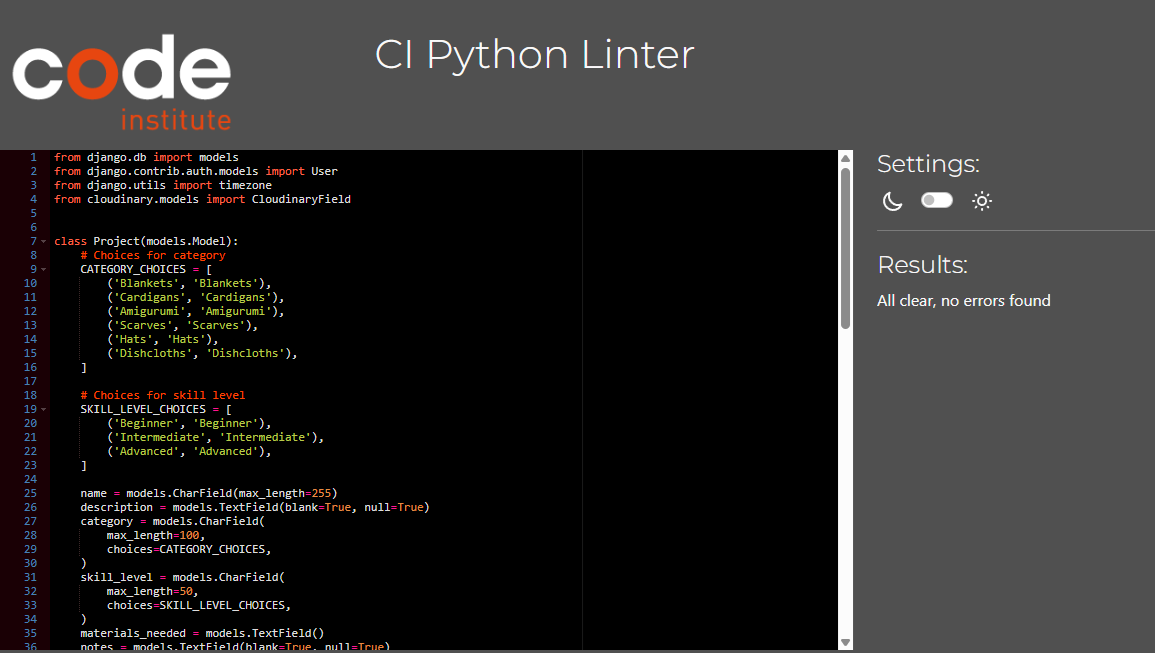 code
institute
CI Python Linter
1 from django.db import models
2 from django.contrib.auth.models import User
3 from django.utils import timezone
4 from cloudinary.models import CloudinaryField
5
6
7 class Project(models.Model):
8     # Choices for category
9     CATEGORY_CHOICES = [
10         ('Blankets', 'Blankets'),
11         ('Cardigans', 'Cardigans'),
12         ('Amigurumi', 'Amigurumi'),
13         ('Scarves', 'Scarves'),
14         ('Hats', 'Hats'),
15         ('Dishcloths', 'Dishcloths'),
16     ]
17
18     # Choices for skill level
19     SKILL_LEVEL_CHOICES = [
20         ('Beginner', 'Beginner'),
21         ('Intermediate', 'Intermediate'),
22         ('Advanced', 'Advanced'),
23     ]
24
25     name = models.CharField(max_length=255)
26     description = models.TextField(blank=True, null=True)
27     category = models.CharField(
28         max_length=100,
29         choices=CATEGORY_CHOICES,
30     )
31     skill_level = models.CharField(
32         max_length=50,
33         choices=SKILL_LEVEL_CHOICES,
34     )
35     materials_needed = models.TextField()
36     notes = models.TextField(blank=True, null=True)
Settings:
Results:
All clear, no errors found